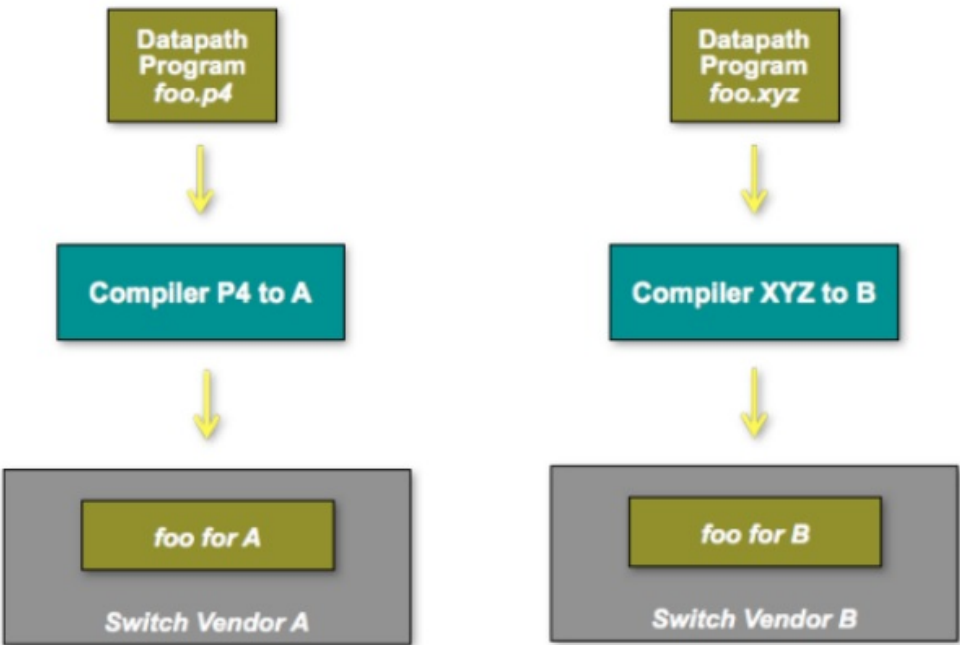 Datapath
Program
foo.p4
Datapath
Program
foo.xyz
Compiler P4 to A
Compiler XYZ to B
foo for A
foo for B
Switch Vendor A
Switch Vendor B